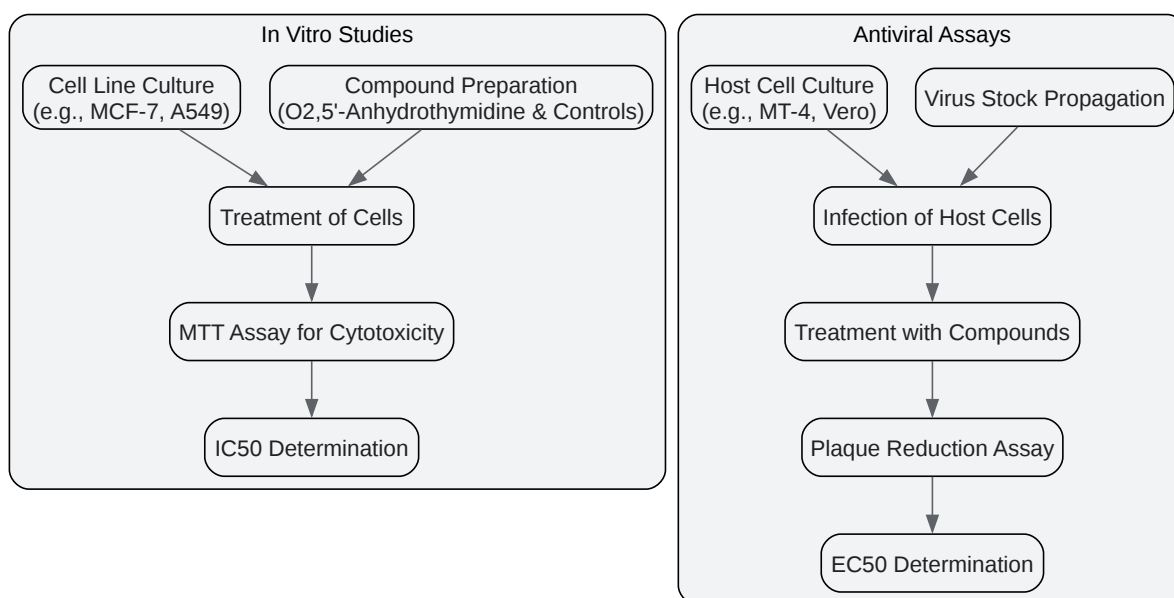 In Vitro Studies
Cell Line Culture
(e.g., MCF-7, A549)
Compound Preparation
(O2,5'-Anhydrothymidine & Controls)
Treatment of Cells
MTT Assay for Cytotoxicity
IC50 Determination
Antiviral Assays
Host Cell Culture
(e.g., MT-4, Vero)
Virus Stock Propagation
Infection of Host Cells
Treatment with Compounds
Plaque Reduction Assay
EC50 Determination